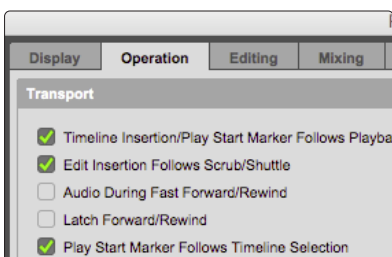 Display Operation Editing Mixing
Transport
Timeline Insertion/Play Start Marker Follows
Edit Insertion Follows Scrub/Shuttle
Audio During Fast Forward/Rewind
Latch Forward/Rewind
Play Start Marker Follows Timeline Selection